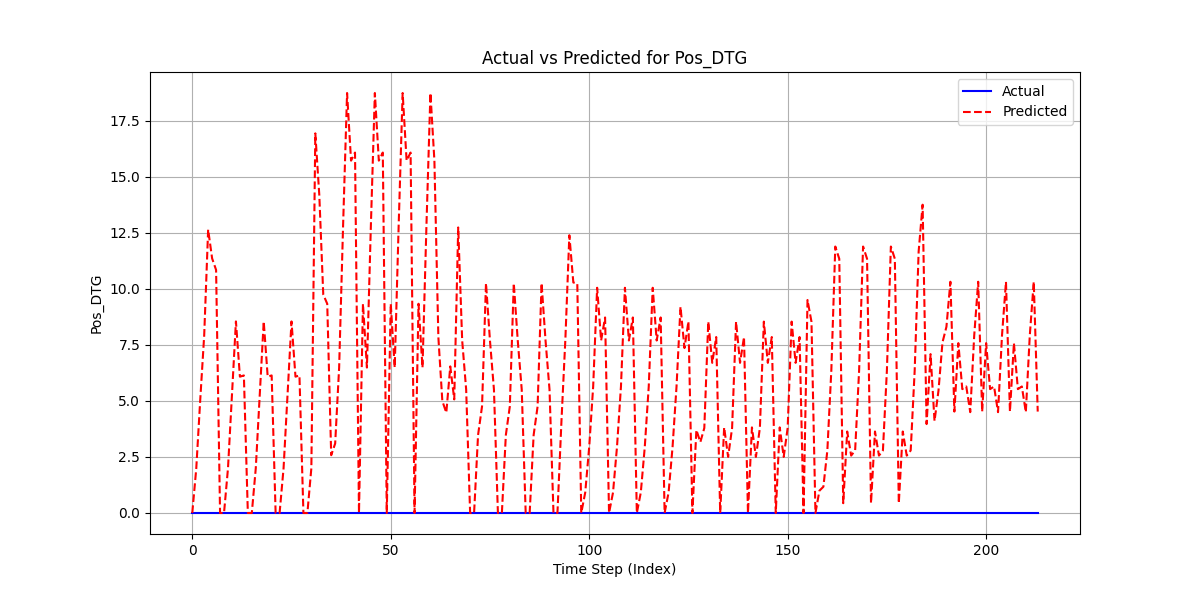 Actual vs Predicted for Pos_DTG
Actual
Predicted
17.5
15.0
12.5
10.0
7.5
5.0
2.5
0.0
Pos_DTG
0 50 100 150 200
Time Step (Index)